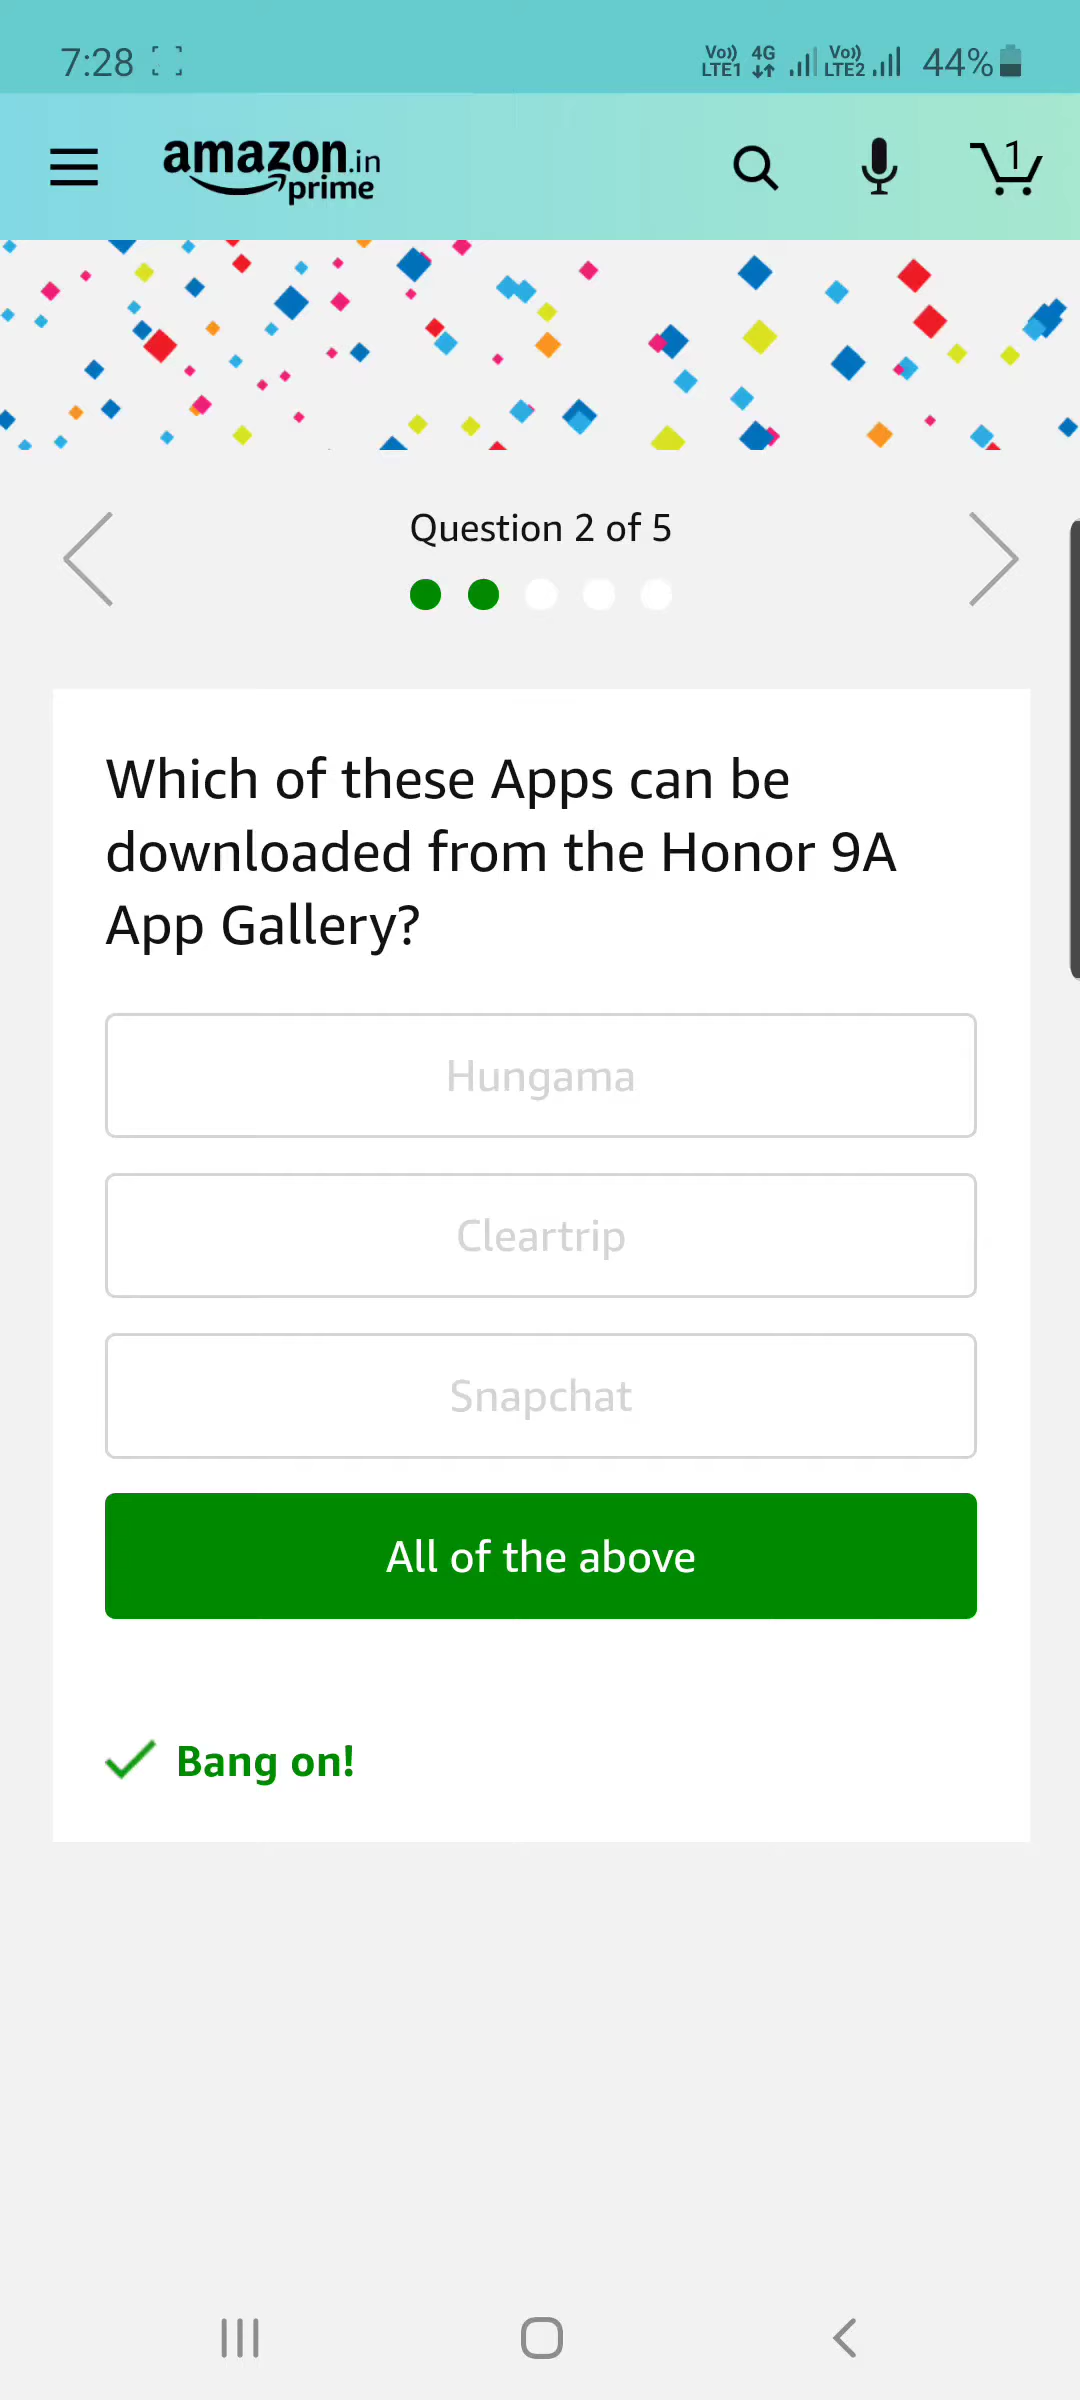 7:28
Vo)) LTE1 4G Vo)) LTE2 44%
amazon.in
prime
1
Question 2 of 5
Which of these Apps can be
downloaded from the Honor 9A
App Gallery?
Hungama
Cleartrip
Snapchat
All of the above
Bang on!